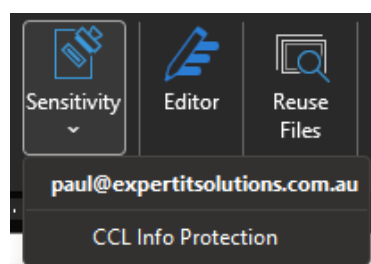 Sensitivity
Editor
Reuse
Files
paul@expertitsolutions.com.au
CCL Info Protection